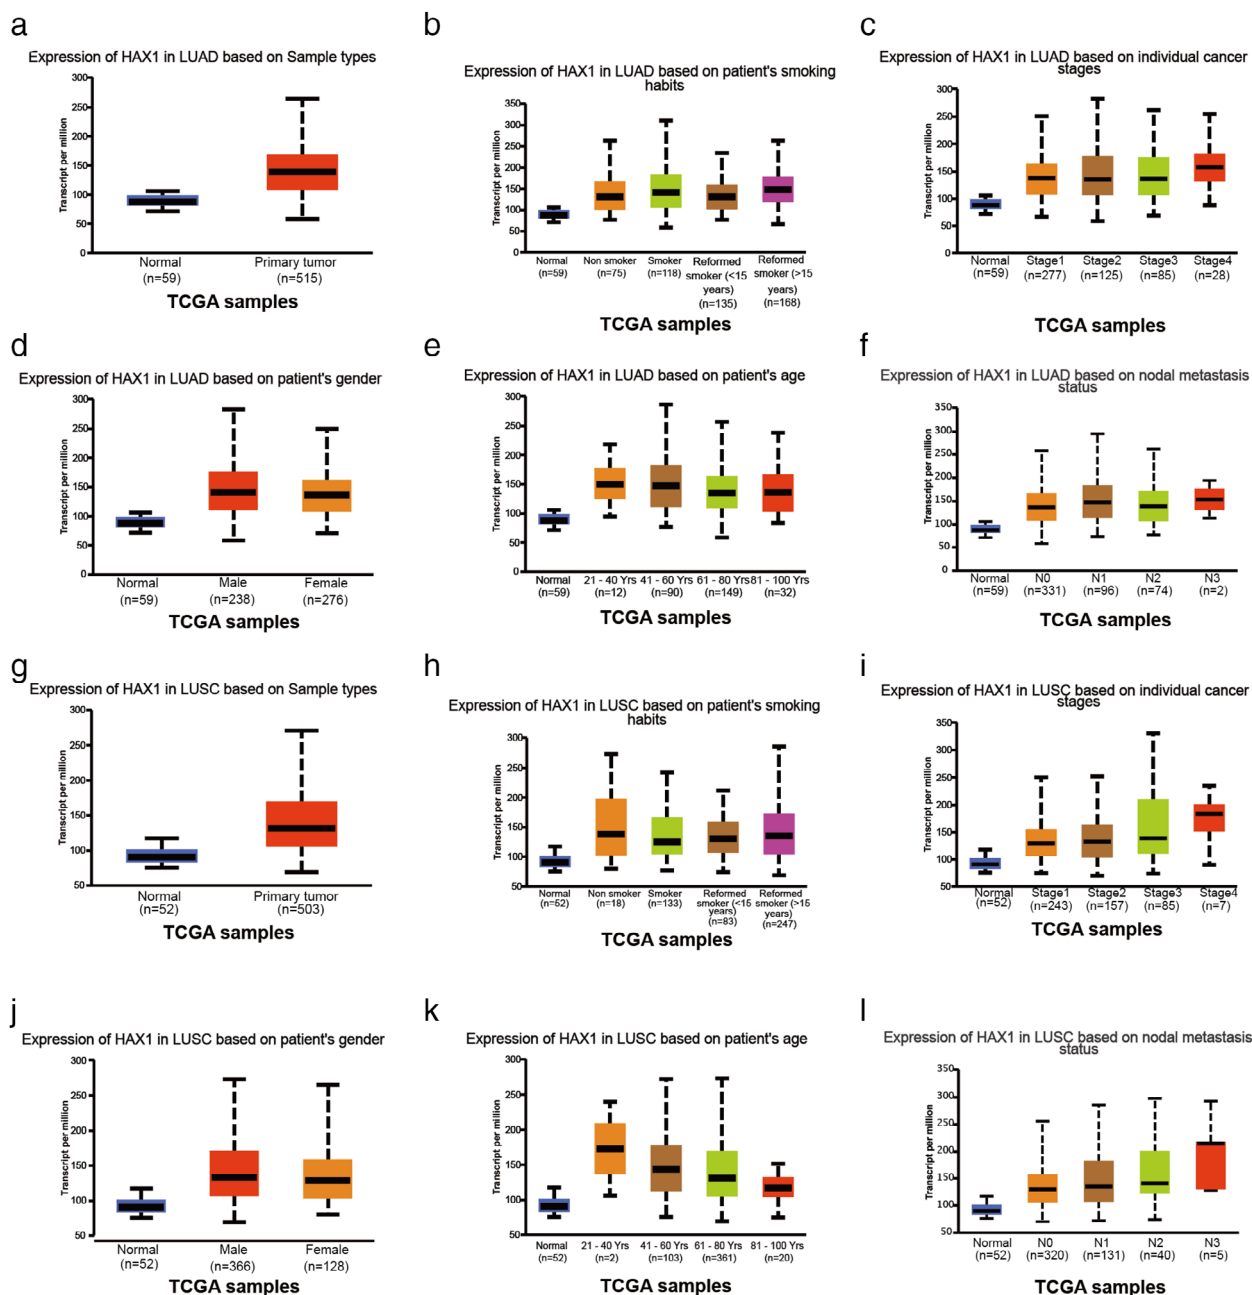 a
Expression of HAX1 in LUAD based on Sample types
Transcript per million
300
250
200
150
100
50
0
Normal
(n=59)
Primary tumor
(n=515)
TCGA samples
b
Expression of HAX1 in LUAD based on patient's smoking
habits
Transcript per million
350
300
250
200
150
100
50
0
Normal
(n=59)
Non smoker
(n=75)
Smoker
(n=118)
Reformed
smoker (<15
years)
(n=135)
Reformed
smoker (>15
years)
(n=168)
TCGA samples
c
Expression of HAX1 in LUAD based on individual cancer
stages
Transcript per million
300
250
200
150
100
50
0
Normal
(n=59)
Stage1
(n=277)
Stage2
(n=125)
Stage3
(n=85)
Stage4
(n=28)
TCGA samples
d
Expression of HAX1 in LUAD based on patient's gender
Transcript per million
300
250
200
150
100
50
0
Normal
(n=59)
Male
(n=238)
Female
(n=276)
TCGA samples
e
Expression of HAX1 in LUAD based on patient's age
Transcript per million
300
250
200
150
100
50
0
Normal
(n=59)
21 - 40 Yrs
(n=12)
41 - 60 Yrs
(n=90)
61 - 80 Yrs
(n=149)
81 - 100 Yrs
(n=32)
TCGA samples
f
Expression of HAX1 in LUAD based on nodal metastasis
status
Transcript per million
350
300
250
200
150
100
50
0
Normal
(n=59)
N0
(n=331)
N1
(n=96)
N2
(n=74)
N3
(n=2)
TCGA samples
g
Expression of HAX1 in LUSC based on Sample types
Transcript per million
300
250
200
150
100
50
Normal
(n=52)
Primary tumor
(n=503)
TCGA samples
h
Expression of HAX1 in LUSC based on patient's smoking
habits
Transcript per million
300
250
200
150
100
50
Normal
(n=52)
Non smoker
(n=18)
Smoker
(n=133)
Reformed
smoker (<15
years)
(n=83)
Reformed
smoker (>15
years)
(n=247)
TCGA samples
i
Expression of HAX1 in LUSC based on individual cancer
stages
Transcript per million
350
300
250
200
150
100
50
Normal
(n=52)
Stage1
(n=243)
Stage2
(n=157)
Stage3
(n=85)
Stage4
(n=7)
TCGA samples
j
Expression of HAX1 in LUSC based on patient's gender
Transcript per million
300
250
200
150
100
50
Normal
(n=52)
Male
(n=366)
Female
(n=128)
TCGA samples
k
Expression of HAX1 in LUSC based on patient's age
Transcript per million
300
250
200
150
100
50
Normal
(n=52)
21 - 40 Yrs
(n=2)
41 - 60 Yrs
(n=103)
61 - 80 Yrs
(n=361)
81 - 100 Yrs
(n=20)
TCGA samples
l
Expression of HAX1 in LUSC based on nodal metastasis
status
Transcript per million
350
300
250
200
150
100
50
Normal
(n=52)
N0
(n=320)
N1
(n=131)
N2
(n=40)
N3
(n=5)
TCGA samples